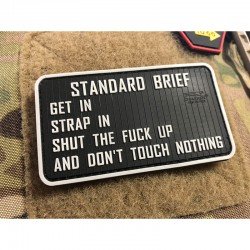 STANDARD BRIEF
GET IN
STRAP IN
SHUT THE FUCK UP
AND DON'T TOUCH NOTHING